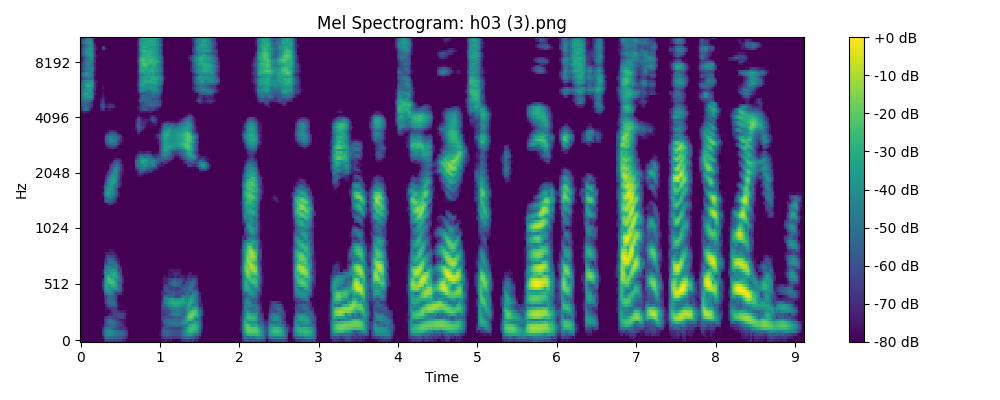 Mel Spectrogram: h03 (3).png
Hz
8192
4096
2048
1024
512
0
0 1 2 3 4 5 6 7 8 9
Time
+0 dB
-10 dB
-20 dB
-30 dB
-40 dB
-50 dB
-60 dB
-70 dB
-80 dB